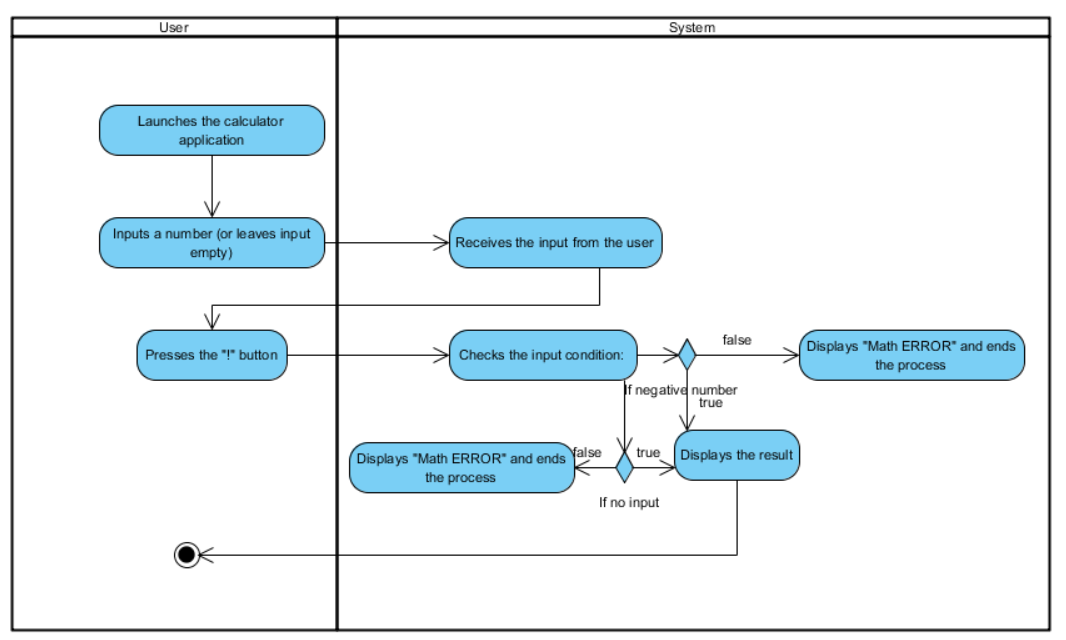 User
System
Launches the calculator
application
Inputs a number (or leaves input
empty)
Receives the input from the user
Presses the "!" button
Checks the input condition:
false
Displays "Math ERROR" and ends
the process
If negative number
true
Displays "Math ERROR" and ends
the process
false
true
Displays the result
If no input